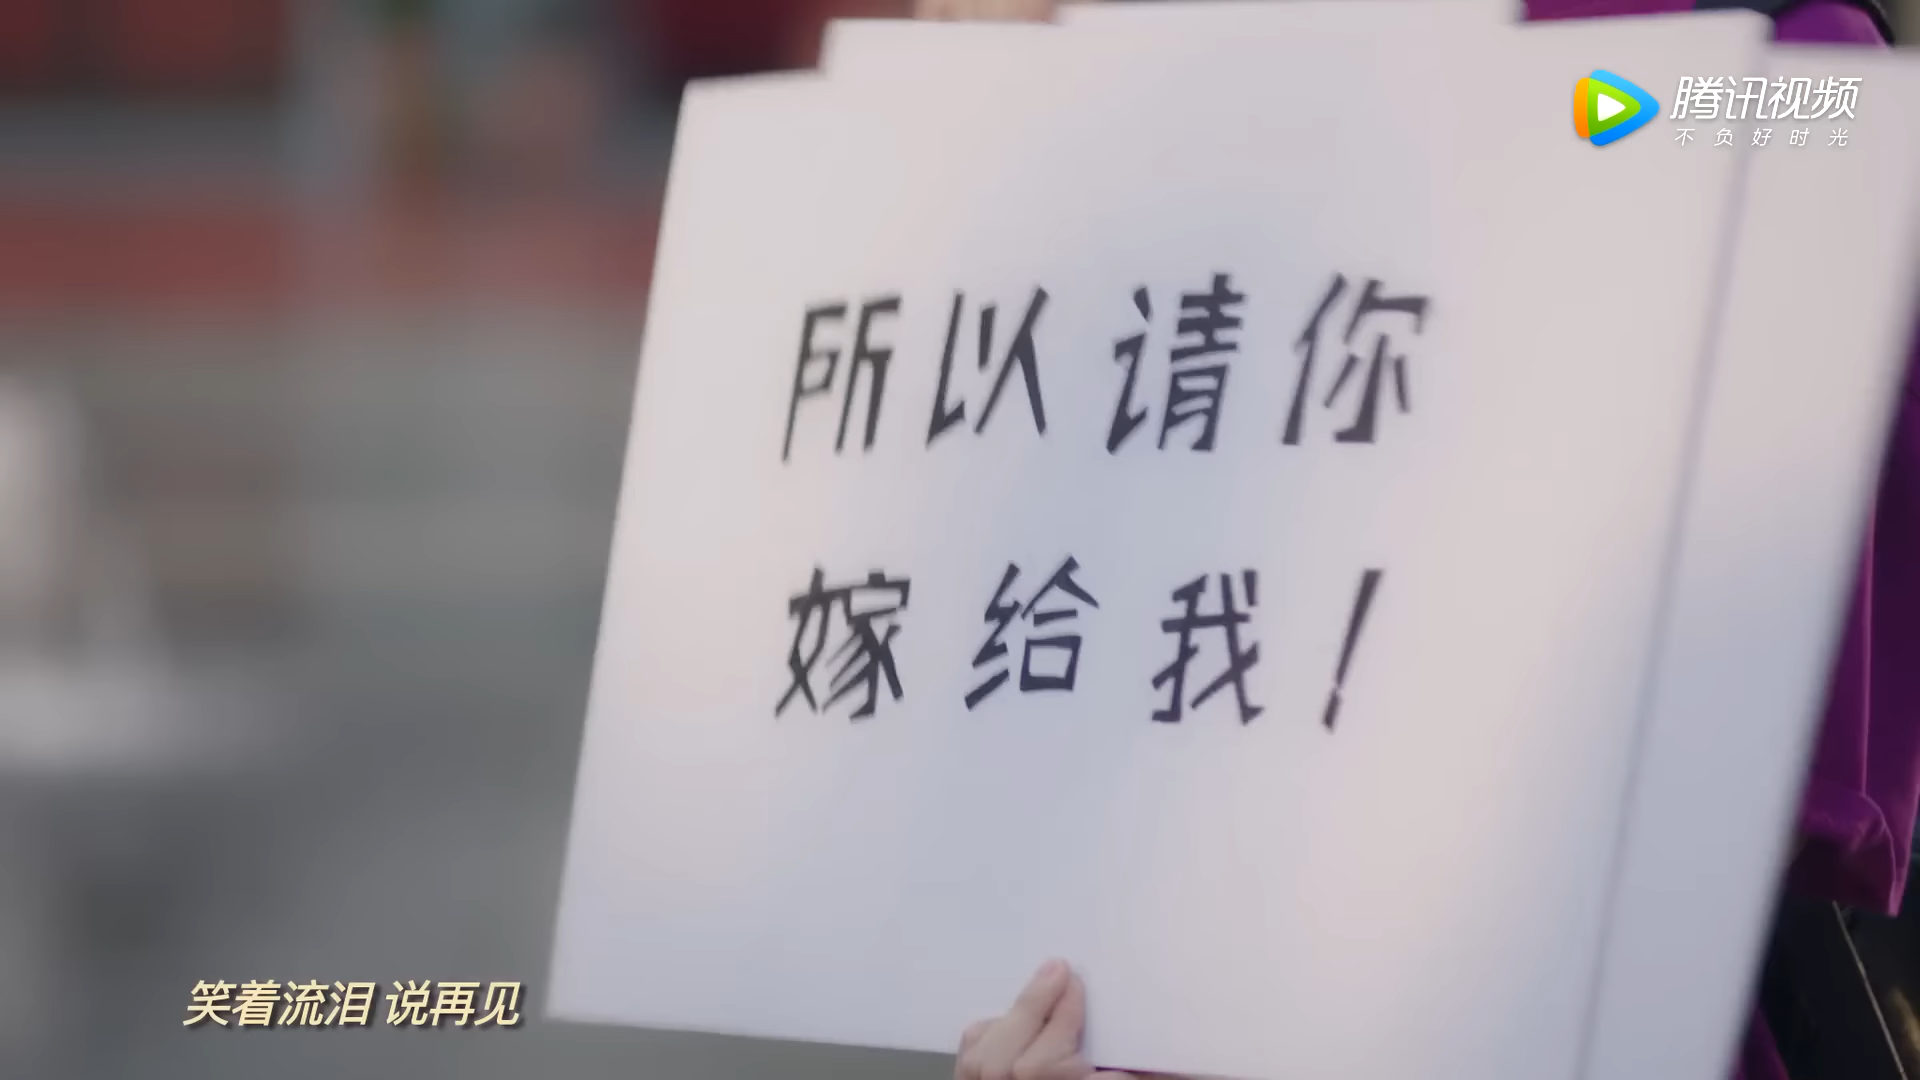 腾讯视频
不负好时光
所以请你
嫁给我！
笑着流泪 说再见